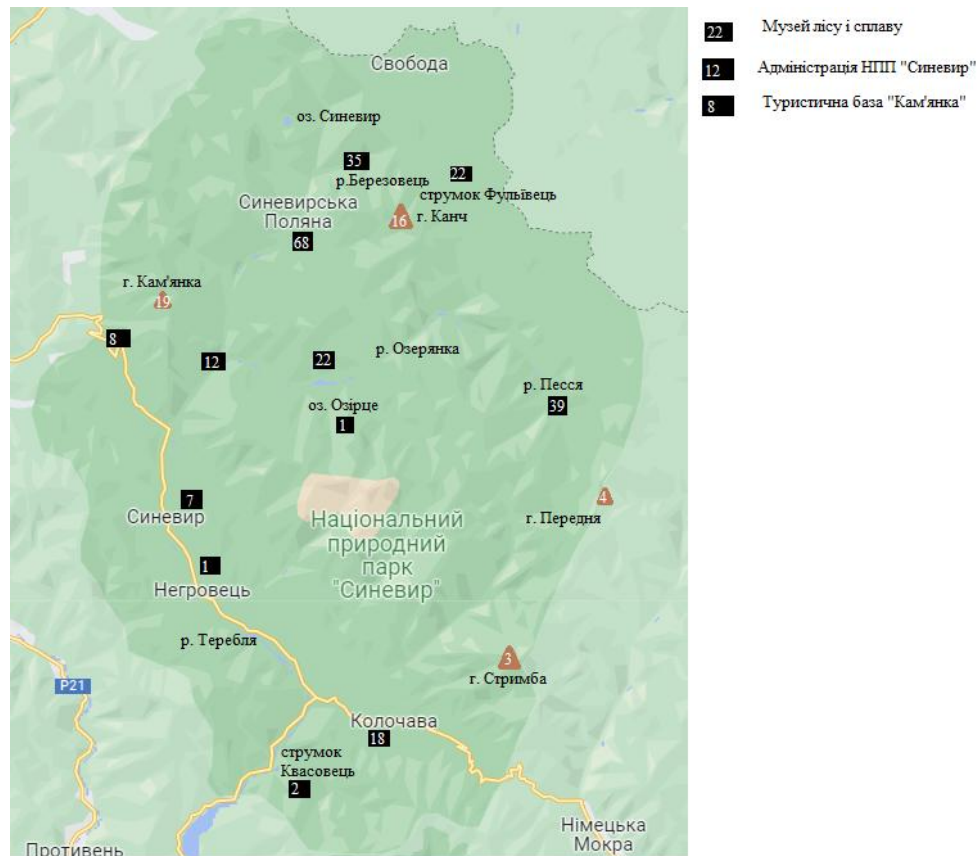 22 Музей лісу і сплаву
12 Адміністрація НПП "Синевир"
8 Туристична база "Кам'янка"
Свобода
оз. Синевир
35
р.Березовець
22
струмок Фульївець
Синевирська
Поляна
68
16 г. Канч
г. Кам'янка
19
8
12
22
р. Озерянка
р. Песся
39
оз. Озірце
1
7
Синевир
4
г. Передня
Національний
природний
парк
"Синевир"
1
Негровець
р. Теребля
3
г. Стримба
P21
Колочава
18
струмок
Квасовець
2
Німецька
Мокра
Противень